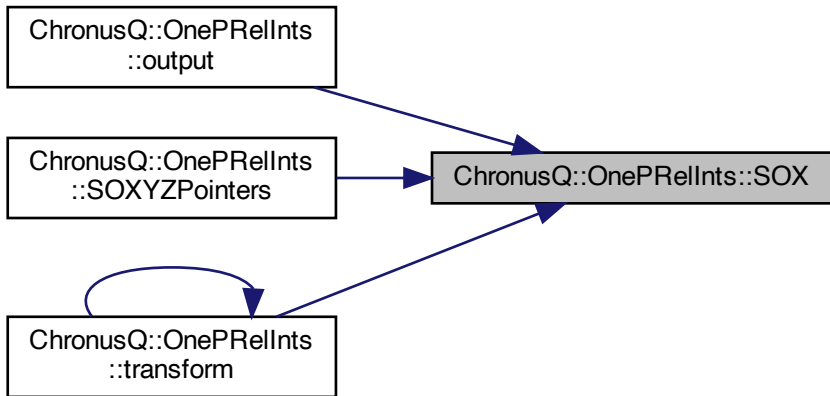 ChronusQ::OnePRelInts
::output
ChronusQ::OnePRelInts
::SOXYZPointers
ChronusQ::OnePRelInts::SOX
ChronusQ::OnePRelInts
::transform